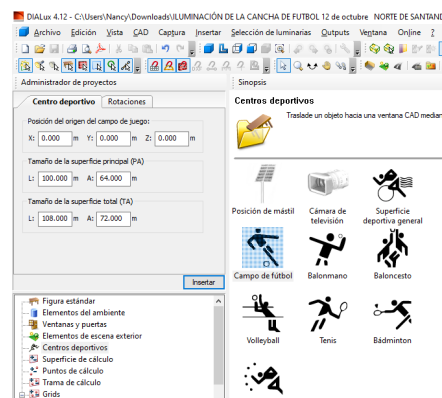 DIALux 4.12 - C:\Users\Nancy\Downloads\ILUMINACIÓN DE LA CANCHA DE FUTBOL 12 de octubre   NORTE DE SANTAN
Archivo Edición Vista CAD Captura Insertar Selección de luminarias Outputs Ventana Online ?
Administrador de proyectos
Centro deportivo Rotaciones
Posición del origen del campo de juego:
X: 0.000 m Y: 0.000 m Z: 0.000 m
Tamaño de la superficie principal (PA)
L: 100.000 m A: 64.000 m
Tamaño de la superficie total (TA)
L: 108.000 m A: 72.000 m
Insertar
Figura estándar
Elementos del ambiente
Ventanas y puertas
Elementos de escena exterior
Centros deportivos
Superficie de cálculo
Puntos de cálculo
Trama de cálculo
Grids
Sinopsis
Centros deportivos
Traslade un objeto hacia una ventana CAD median
Posición de mástil
Cámara de
televisión
Superficie
deportiva general
Campo de fútbol
Balonmano
Baloncesto
Volleyball
Tenis
Bádminton